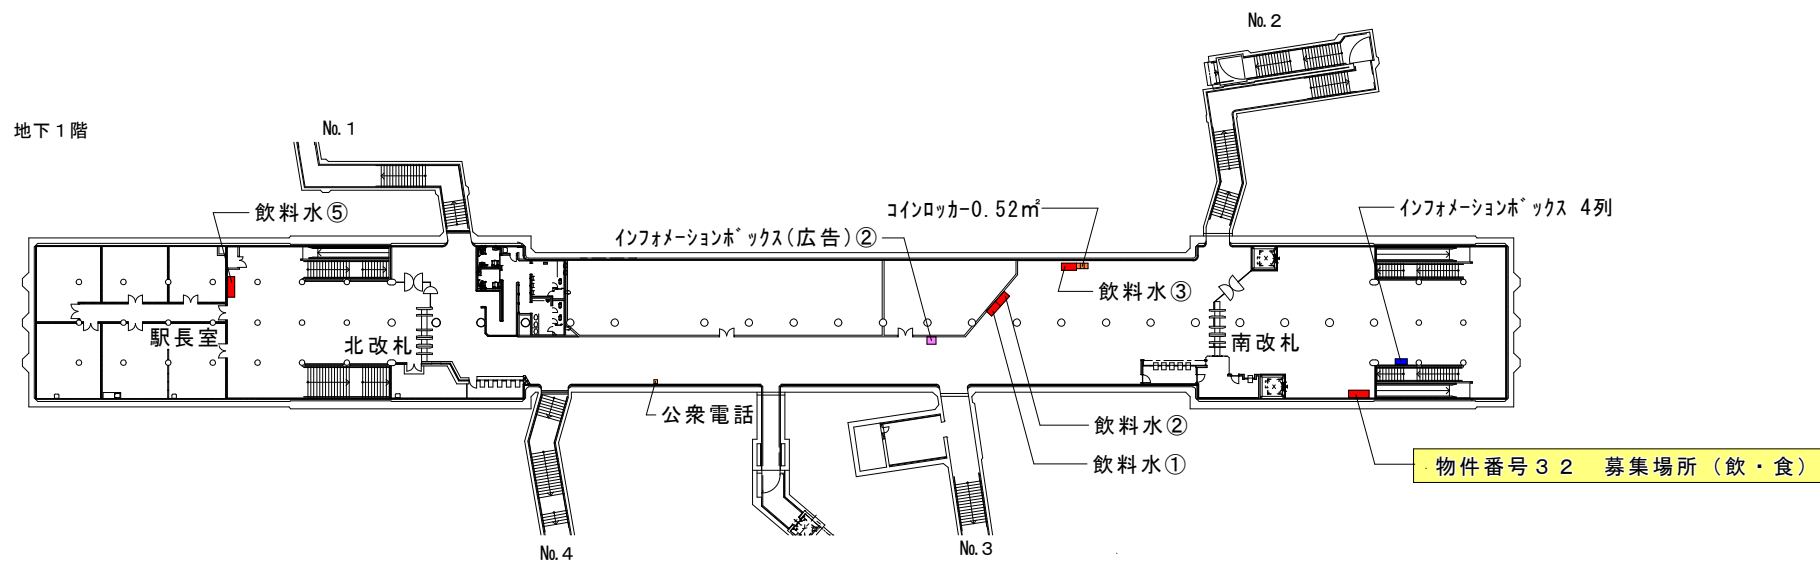 №.2
地下1階
№.1
飲料水⑤
コインロッカー0.52㎡
インフォメーションボックス 4列
インフォメーションボックス(広告)②
飲料水③
駅長室
北改札
南改札
公衆電話
飲料水②
飲料水①
物件番号32 募集場所(飲・食)
№.4
№.3